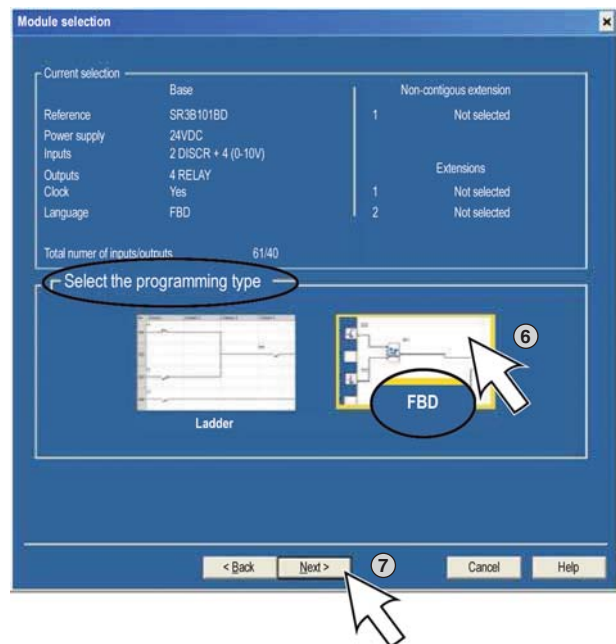 Module selection
Current selection
Base
Non-contigous extension
Reference SR3B101BD 1 Not selected
Power supply 24VDC
Inputs 2 DISCR + 4 (0-10V)
Outputs 4 RELAY Extensions
Clock Yes 1 Not selected
Language FBD 2 Not selected
Total numer of inputs/outputs 61/40
Select the programming type
6
Ladder
FBD
< Back Next > 7 Cancel Help